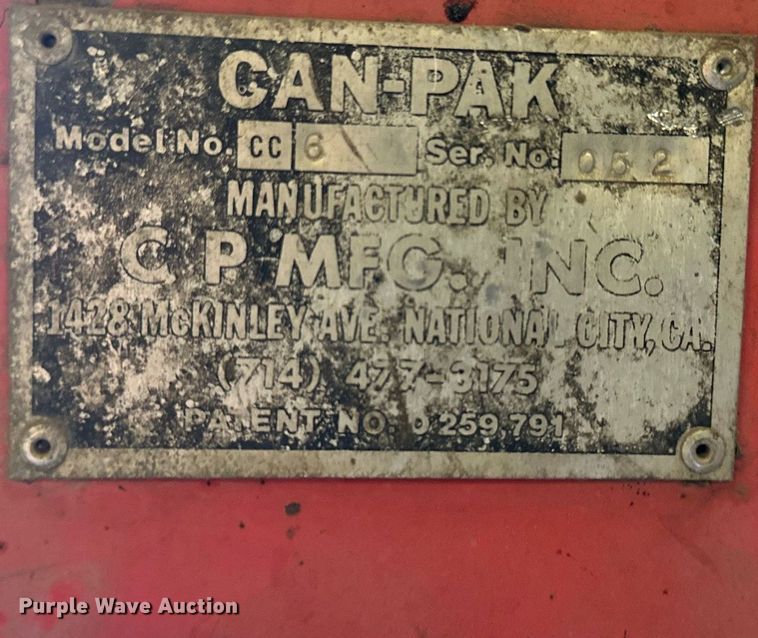 CAN-PAK
Model No. CC 6 Ser. No. 052
MANUFACTURED BY
C P MFG. INC.
1428 McKINLEY AVE. NATIONAL CITY, CA.
(714) 477-3175
PATENT NO. D 259,791
Purple Wave Auction